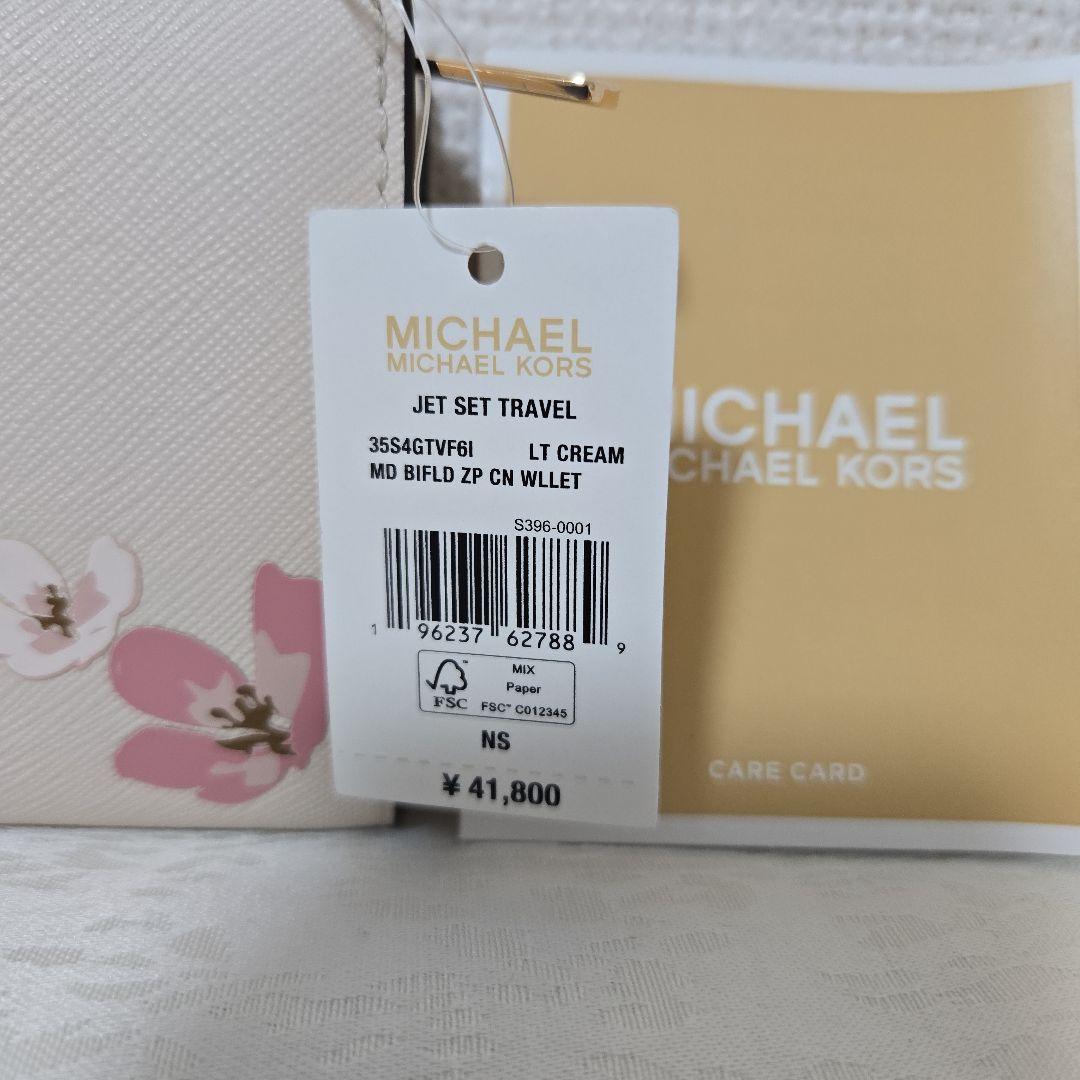 MICHAEL
MICHAEL KORS
JET SET TRAVEL
35S4GTVF6I LT CREAM
MD BIFLD ZP CN WLLET
S396-0001
1 96237 62788 9
FSC™
MIX
Paper
FSC™ C012345
NS
¥ 41,800
MICHAEL
MICHAEL KORS
CARE CARD